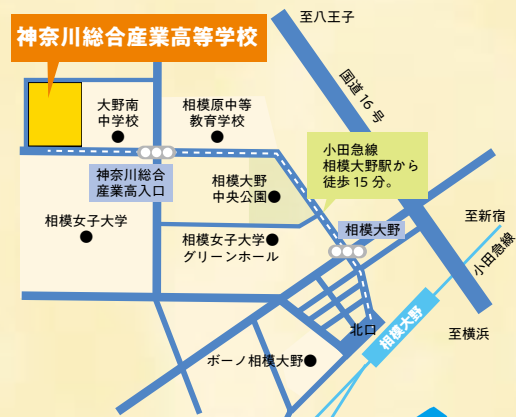 神奈川総合産業高等学校
至八王子
国道16号
大野南
中学校
相模原中等
教育学校
小田急線
相模大野駅から
徒歩15分。
神奈川総合
産業高入口
相模大野
中央公園
相模女子大学
相模大野
至新宿
小田急線
相模女子大学
グリーンホール
北口
相模大野
至横浜
ボーノ相模大野